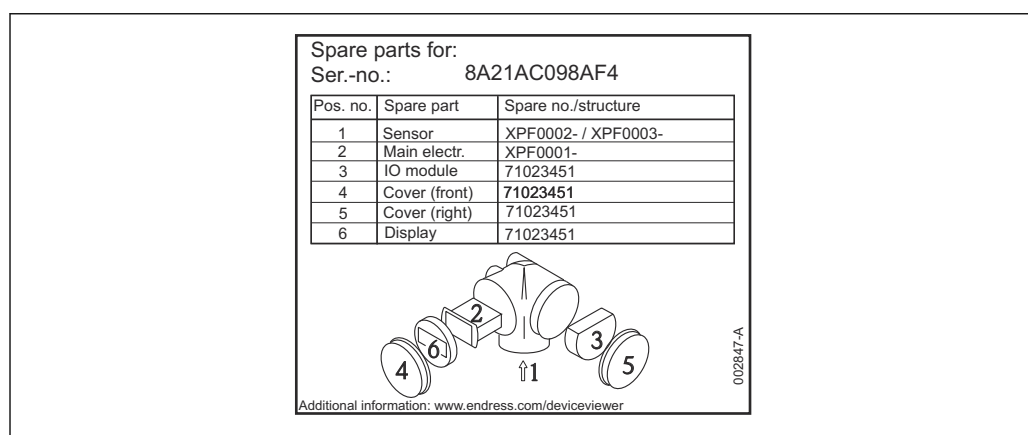 Spare parts for:
Ser.-no.: 8A21AC098AF4
Pos. no. Spare part Spare no./structure
1 Sensor XPF0002- / XPF0003-
2 Main electr. XPF0001-
3 IO module 71023451
4 Cover (front) 71023451
5 Cover (right) 71023451
6 Display 71023451
2
6
3
4
1
5
002847-A
Additional information: www.endress.com/deviceviewer